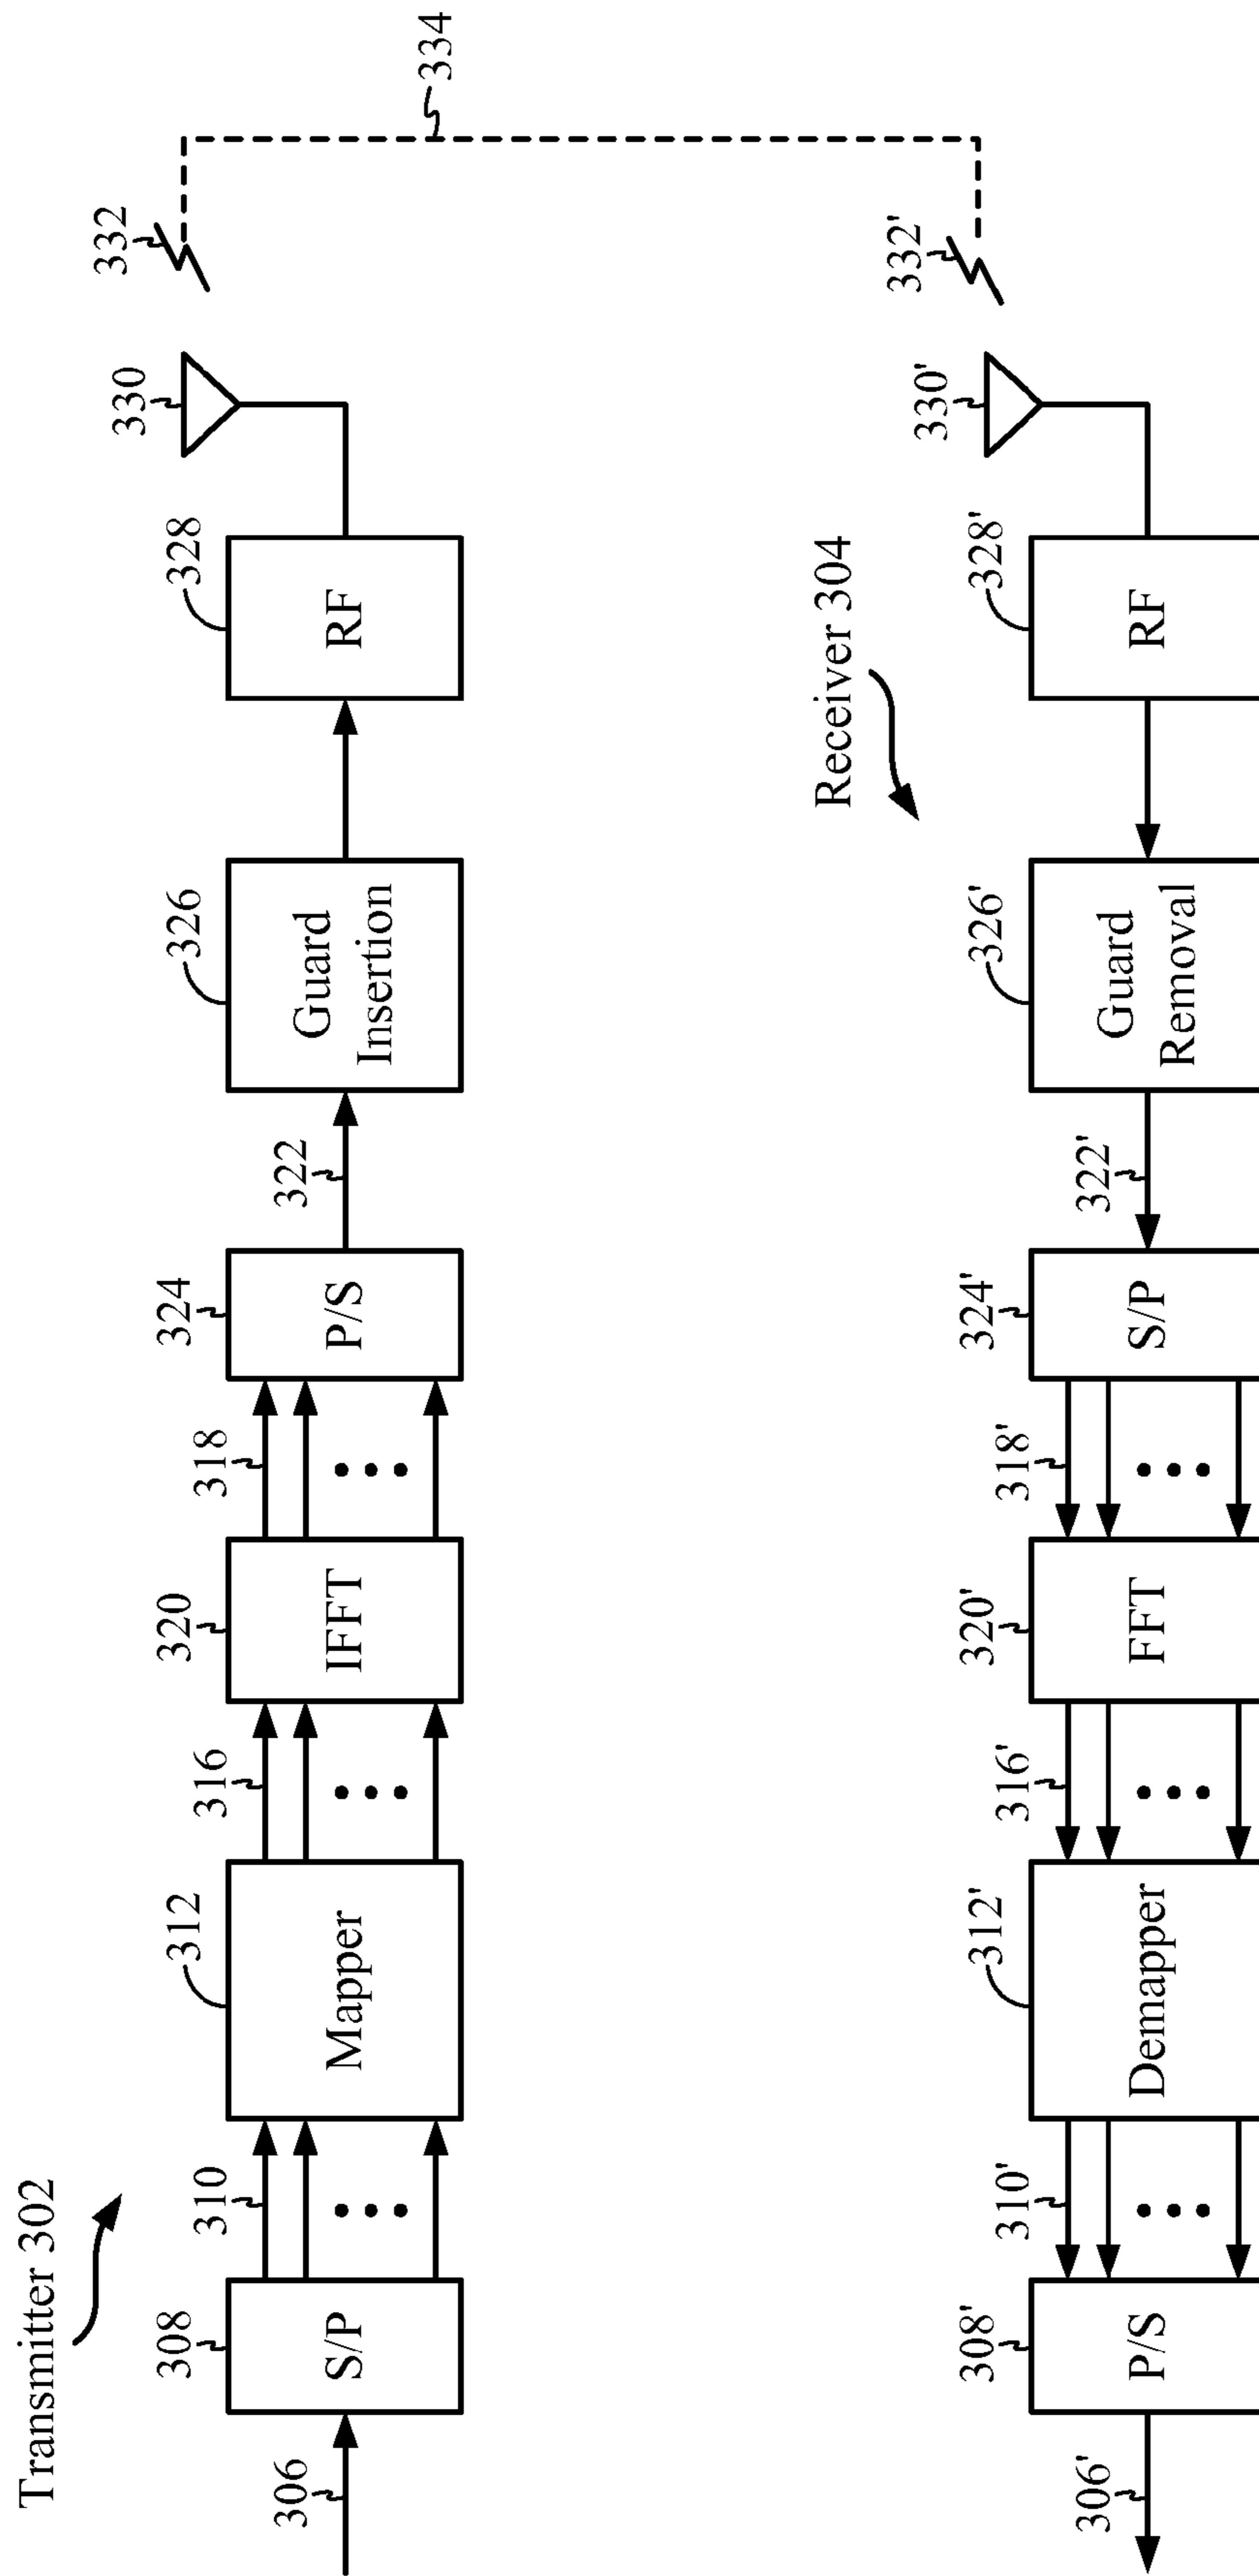 Transmitter 302
306
308
S/P
310
312
Mapper
316
320
IFFT
318
324
P/S
322
326
Guard
Insertion
328
RF
330
332
334
Receiver 304
306'
308'
P/S
310'
312'
Demapper
316'
320'
FFT
318'
324'
S/P
322'
326'
Guard
Removal
328'
RF
330'
332'